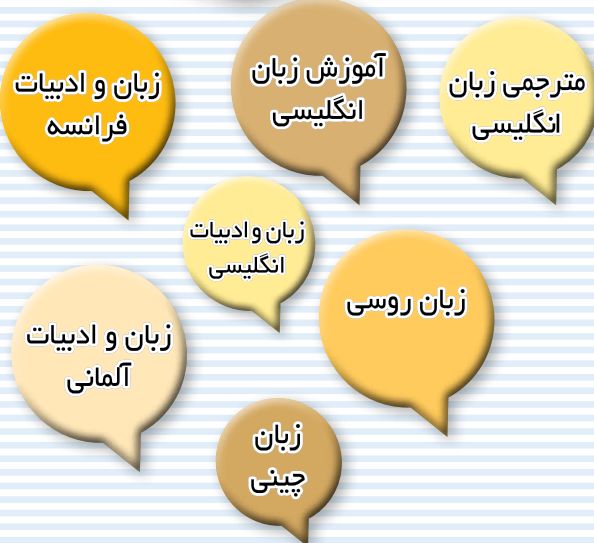 مترجمی زبان
انگلیسی
آموزش زبان
انگلیسی
زبان و ادبیات
فرانسه
زبان و ادبیات
انگلیسی
زبان روسی
زبان و ادبیات
آلمانی
زبان
چینی